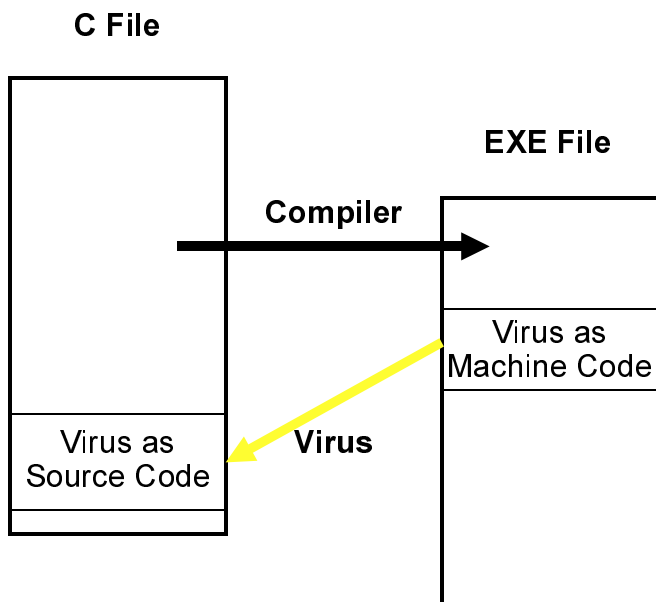 C File
EXE File
Compiler
Virus as
Machine Code
Virus as
Source Code
Virus